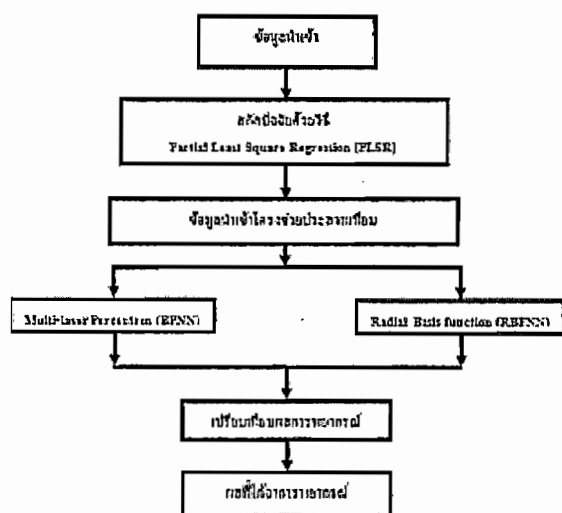 ข้อมูลนำเข้า
สกัดปัจจัยด้วยวิธี
Partial Least Square Regression (PLSR)
ข้อมูลนำเข้าโครงข่ายประสาทเทียม
Multi-layer Perceptron (BPNN)
Radial Basis function (RBFNN)
เปรียบเทียบผลการพยากรณ์
ผลที่ได้จากการพยากรณ์